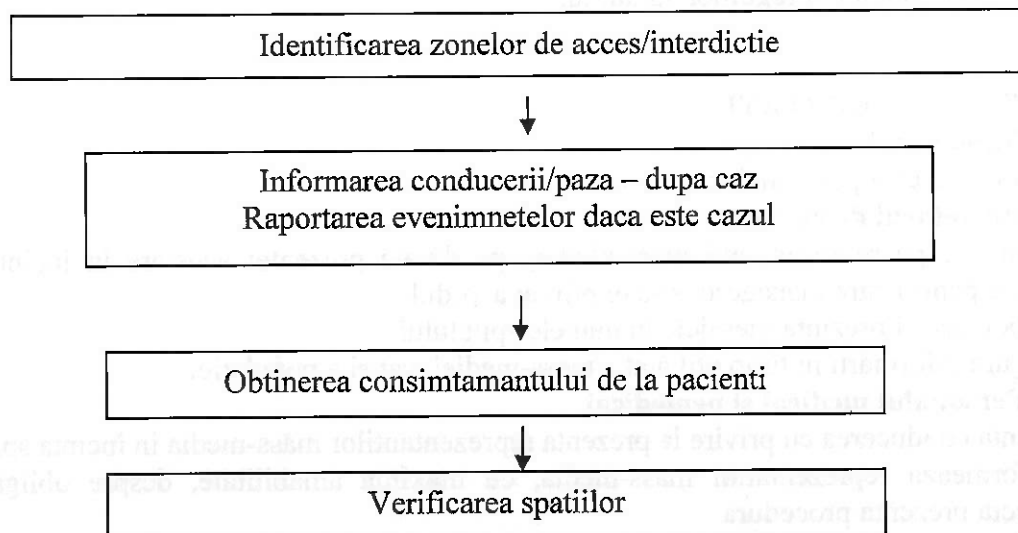 Identificarea zonelor de acces/interdictie
Informarea conducerii/paza – dupa caz
Raportarea evenimnetelor daca este cazul
Obtinerea consimtamantului de la pacienti
Verificarea spatiilor